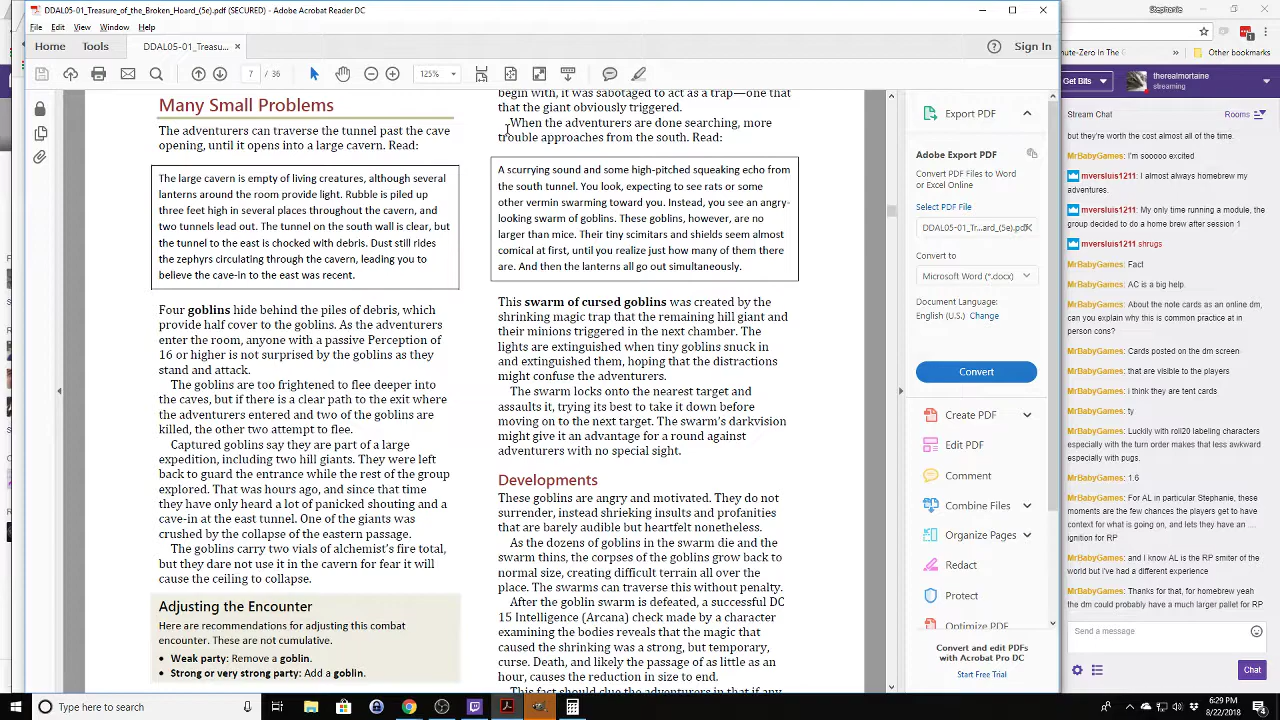 DDAL05-01_Treasure_of_the_Broken_Hoard_(5e).pdf (SECURED) - Adobe Acrobat Reader DC
File Edit View Window Help
Home Tools DDAL05-01_Treasu... × Sign In
7 / 36 125%
Many Small Problems
The adventurers can traverse the tunnel past the cave
opening, until it opens into a large cavern. Read:
The large cavern is empty of living creatures, although several
lanterns around the room provide light. Rubble is piled up
three feet high in several places throughout the cavern, and
two tunnels lead out. The tunnel on the south wall is clear, but
the tunnel to the east is chocked with debris. Dust still rides
the zephyrs circulating through the cavern, leading you to
believe the cave-in to the east was recent.
Four goblins hide behind the piles of debris, which
provide half cover to the goblins. As the adventurers
enter the room, anyone with a passive Perception of
16 or higher is not surprised by the goblins as they
stand and attack.
The goblins are too frightened to flee deeper into
the caves, but if there is a clear path to the exit where
the adventurers entered and two of the goblins are
killed, the other two attempt to flee.
Captured goblins say they are part of a large
expedition, including two hill giants. They were left
back to guard the entrance while the rest of the group
explored. That was hours ago, and since that time
they have only heard a lot of panicked shouting and a
cave-in at the east tunnel. One of the giants was
crushed by the collapse of the eastern passage.
The goblins carry two vials of alchemist's fire total,
but they dare not use it in the cavern for fear it will
cause the ceiling to collapse.
Adjusting the Encounter
Here are recommendations for adjusting this combat
encounter. These are not cumulative.
• Weak party: Remove a goblin.
• Strong or very strong party: Add a goblin.
begin with, it was sabotaged to act as a trap—one that
that the giant obviously triggered.
When the adventurers are done searching, more
trouble approaches from the south. Read:
A scurrying sound and some high-pitched squeaking echo from
the south tunnel. You look, expecting to see rats or some
other vermin swarming toward you. Instead, you see an angry-
looking swarm of goblins. These goblins, however, are no
larger than mice. Their tiny scimitars and shields seem almost
comical at first, until you realize just how many of them there
are. And then the lanterns all go out simultaneously.
This swarm of cursed goblins was created by the
shrinking magic trap that the remaining hill giant and
their minions triggered in the next chamber. The
lights are extinguished when tiny goblins snuck in
and extinguished them, hoping that the distractions
might confuse the adventurers.
The swarm locks onto the nearest target and
assaults it, trying its best to take it down before
moving on to the next target. The swarm's darkvision
might give it an advantage for a round against
adventurers with no special sight.
Developments
These goblins are angry and motivated. They do not
surrender, instead shrieking insults and profanities
that are barely audible but heartfelt nonetheless.
As the dozens of goblins in the swarm die and the
swarm thins, the corpses of the goblins grow back to
normal size, creating difficult terrain all over the
place. The swarms can traverse this without penalty.
After the goblin swarm is defeated, a successful DC
15 Intelligence (Arcana) check made by a character
examining the bodies reveals that the magic that
caused the shrinking was a strong, but temporary,
curse. Death, and likely the passage of as little as an
hour, causes the reduction in size to end.
This fact should clue the adventurers in that if any
Export PDF
Adobe Export PDF
Convert PDF Files to Word
or Excel Online
Select PDF File
DDAL05-01_Tr...ard_(5e).pdf
Convert to
Microsoft Word (*.docx)
Document Language:
English (U.S.) Change
Convert
Create PDF
Edit PDF
Comment
Combine Files
Organize Pages
Redact
Protect
Optimize PDF
Convert and edit PDFs
with Acrobat Pro DC
Start Free Trial
Stephanie
nute-Zero In The Other bookmarks
Get Bits therealmortaine
streaming
Stream Chat Rooms
but they're worth the cost almost all of the time.
MrBabyGames: I'm sooooo excited
mversluis1211: I almost always homebrew my
adventures.
mversluis1211: My only time running a module, the
group decided to do a home brew after session 1
mversluis1211 shrugs
MrBabyGames: Fact
MrBabyGames: AC is a big help.
MrBabyGames: About the note cards as an online dm,
can you explain why this is common practice at in
person cons?
MrBabyGames: Cards posted on the dm screen
MrBabyGames: that are visible to the players
MrBabyGames: i think they are tent cards
MrBabyGames: ty
MrBabyGames: Luckily with roll20 labeling characters
especially with the turn order makes that less awkward
especially with pugs.
MrBabyGames: 1.6
MrBabyGames: For AL in particular Stephanie, these
moments are the few chances the players get to have
context for what is going on, and lets they have an ...
ignition for RP
MrBabyGames: and I know AL is the RP smiter of the
world but i've had a different experience
MrBabyGames: Thanks for that, for homebrew yeah
the dm could probably have a much larger pallet for RP
Send a message
Chat
Type here to search
6:29 PM
8/22/2018